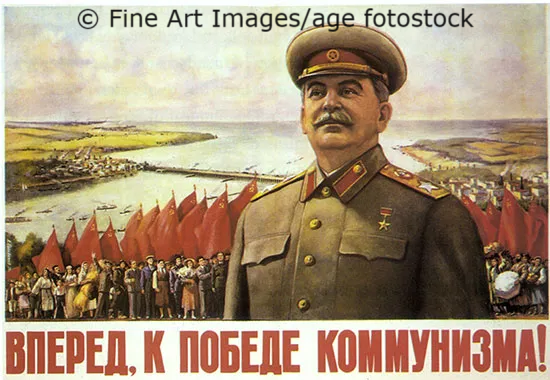 © Fine Art Images/age fotostock
ВПЕРЕД, К ПОБЕДЕ КОММУНИЗМА!